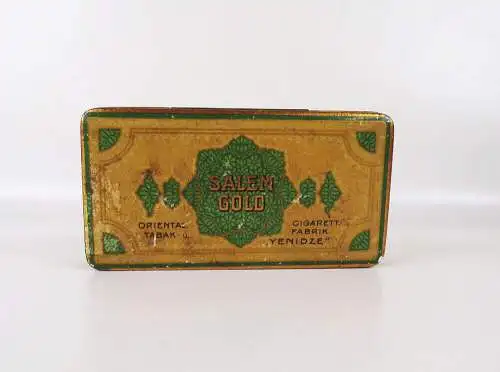 SALEM
GOLD
ORIENTAL
TABAK-u.
CIGARETT.
FABRIK
„YENIDZE"